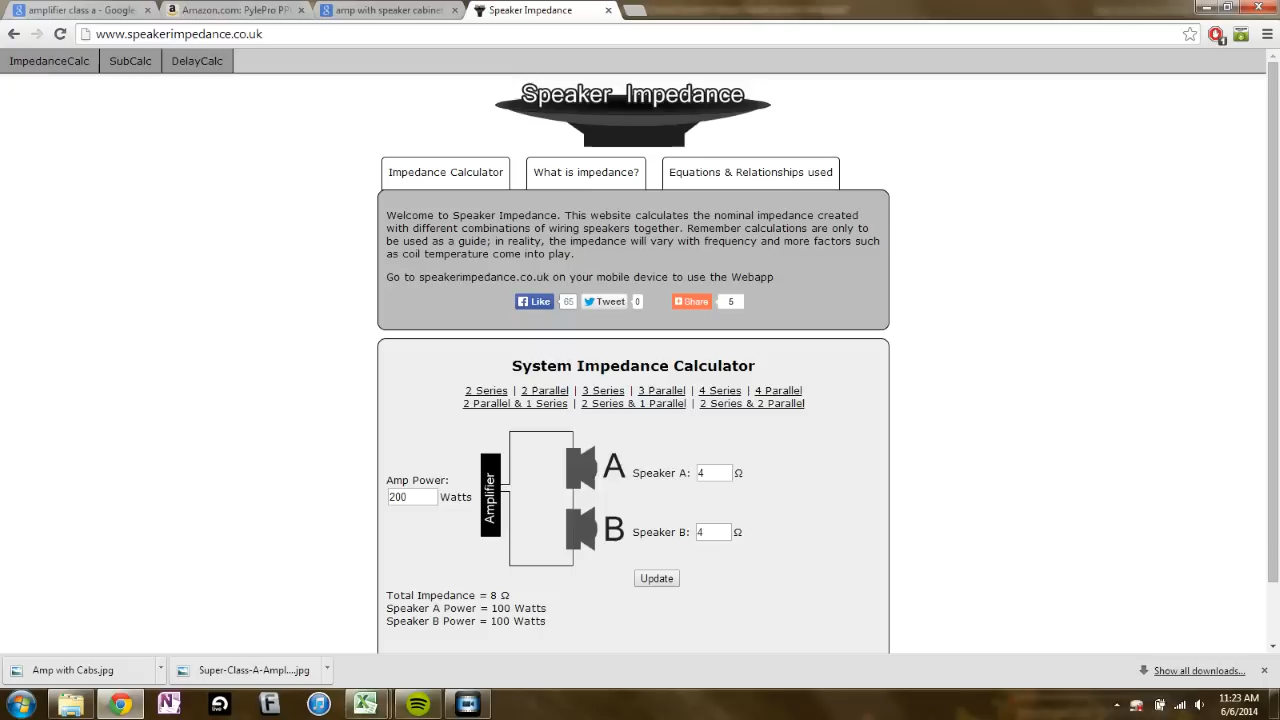 amplifier class a - Google
Amazon.com: PylePro PP
amp with speaker cabinet
Speaker Impedance
www.speakerimpedance.co.uk
1
ImpedanceCalc
SubCalc
DelayCalc
Speaker Impedance
Impedance Calculator
What is impedance?
Equations & Relationships used
Welcome to Speaker Impedance. This website calculates the nominal impedance created
with different combinations of wiring speakers together. Remember calculations are only to
be used as a guide; in reality, the impedance will vary with frequency and more factors such
as coil temperature come into play.
Go to speakerimpedance.co.uk on your mobile device to use the Webapp
Like 65 Tweet 0 Share 5
System Impedance Calculator
2 Series | 2 Parallel | 3 Series | 3 Parallel | 4 Series | 4 Parallel
2 Parallel & 1 Series | 2 Series & 1 Parallel | 2 Series & 2 Parallel
Amp Power:
200 Watts
Amplifier
A Speaker A: 4 Ω
B Speaker B: 4 Ω
Update
Total Impedance = 8 Ω
Speaker A Power = 100 Watts
Speaker B Power = 100 Watts
Amp with Cabs.jpg
Super-Class-A-Ampl....jpg
Show all downloads...
live
11:23 AM
6/6/2014